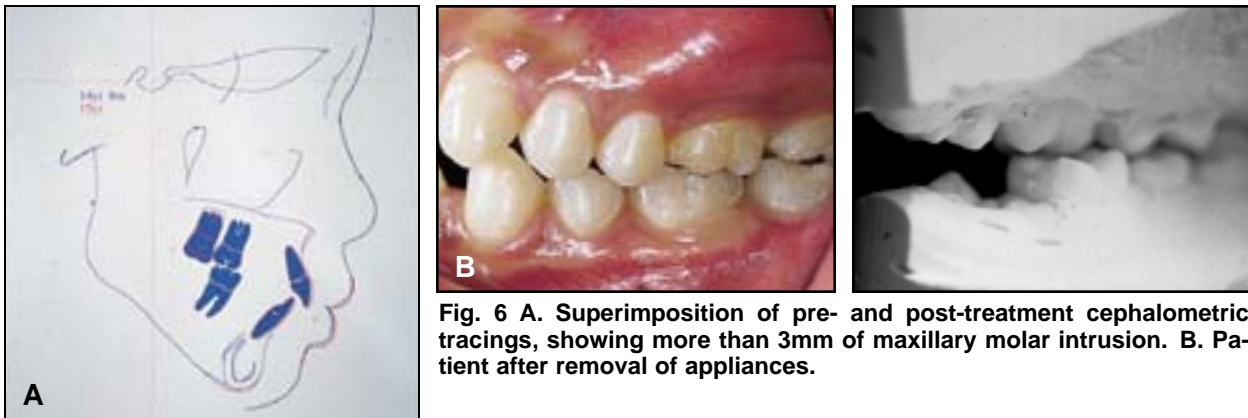 A
B
Fig. 6 A. Superimposition of pre- and post-treatment cephalometric
tracings, showing more than 3mm of maxillary molar intrusion. B. Pa-
tient after removal of appliances.